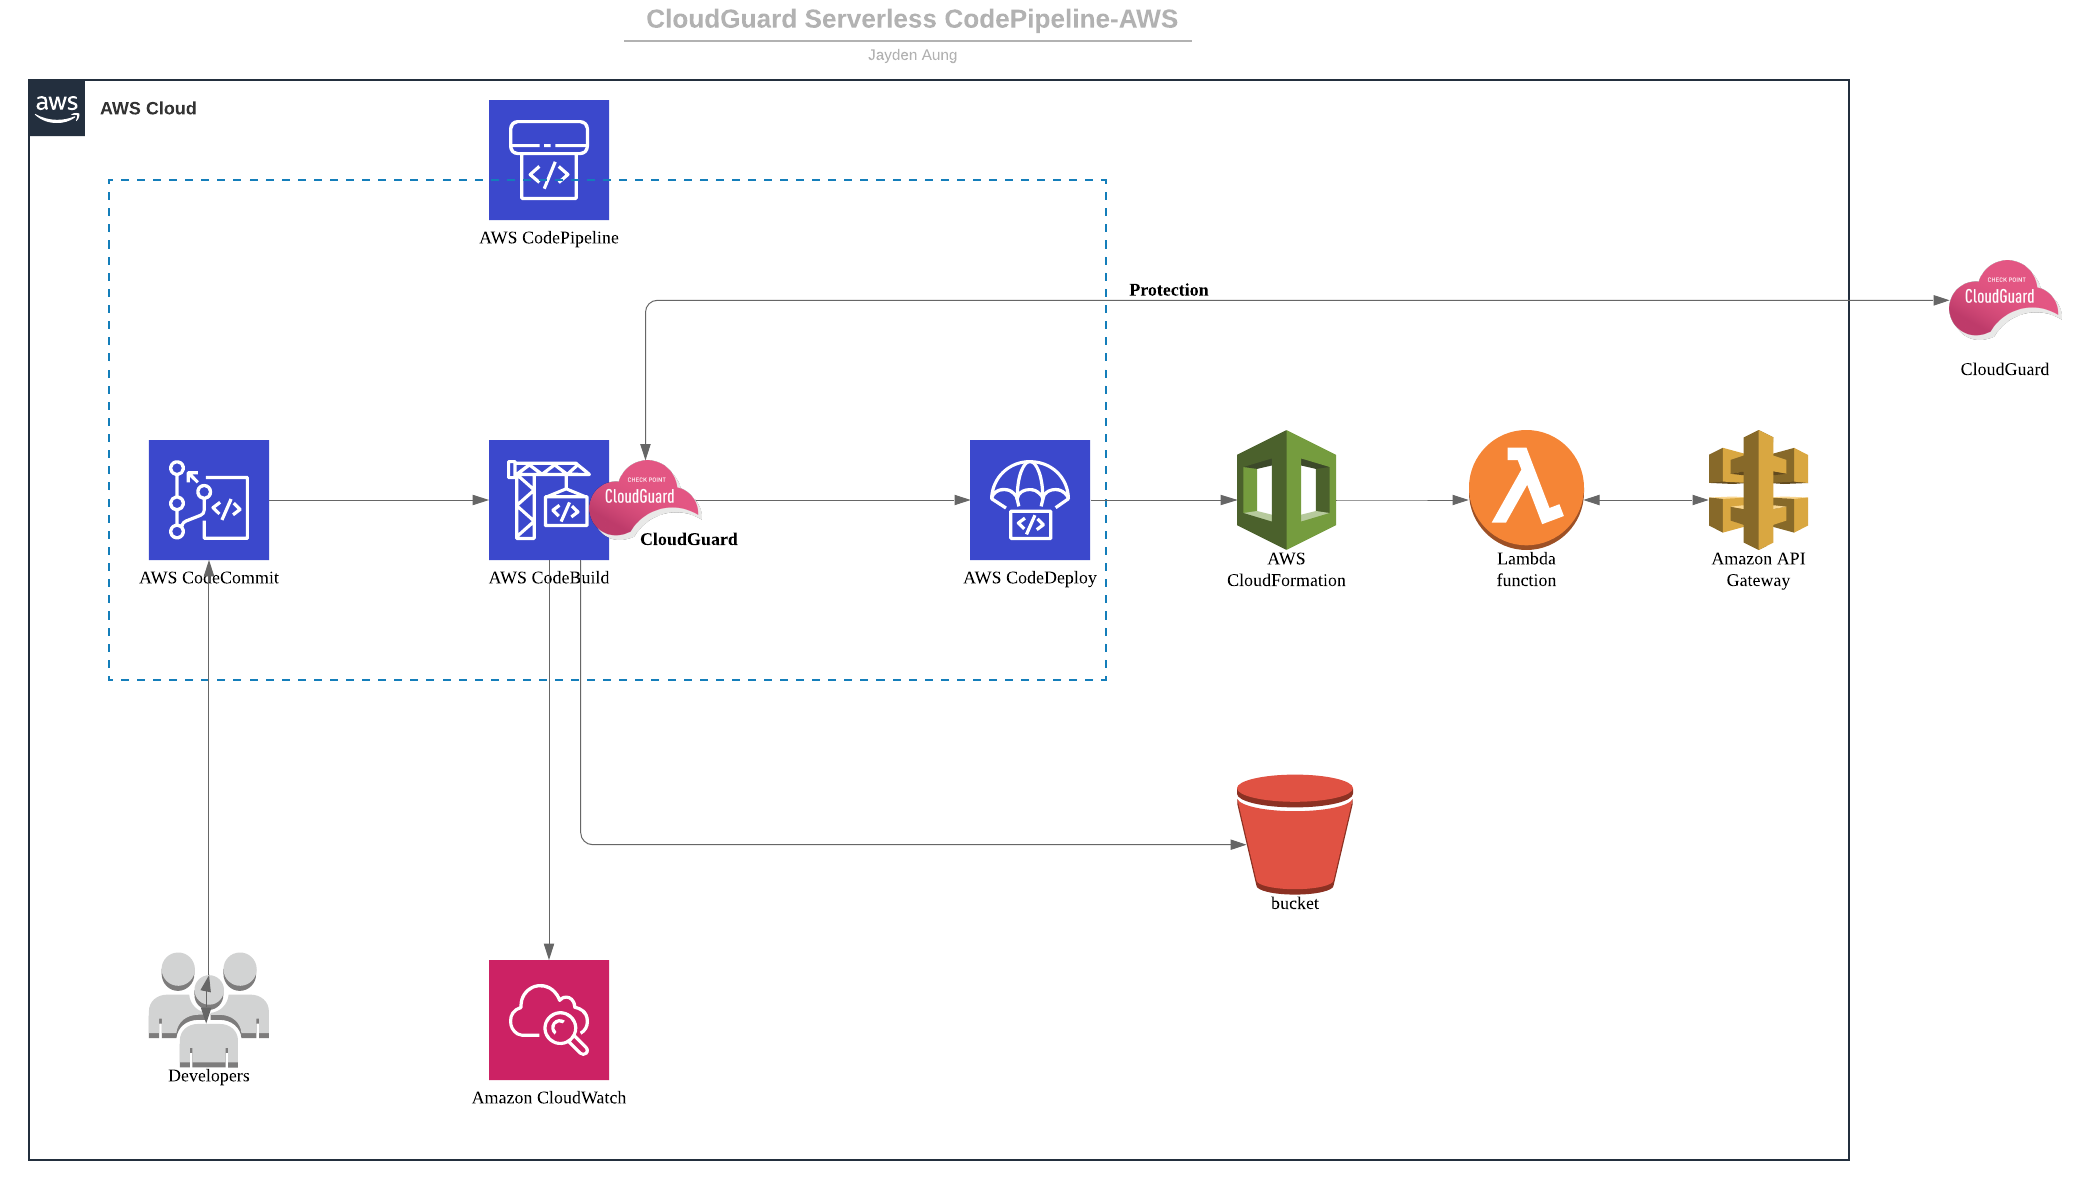 CloudGuard Serverless CodePipeline-AWS
Jayden Aung
aws
AWS Cloud
AWS CodePipeline
Protection
CHECK POINT
CloudGuard
CloudGuard
CHECK POINT
CloudGuard
CloudGuard
AWS CodeCommit
AWS CodeBuild
AWS CodeDeploy
AWS
CloudFormation
Lambda
function
Amazon API
Gateway
bucket
Developers
Amazon CloudWatch